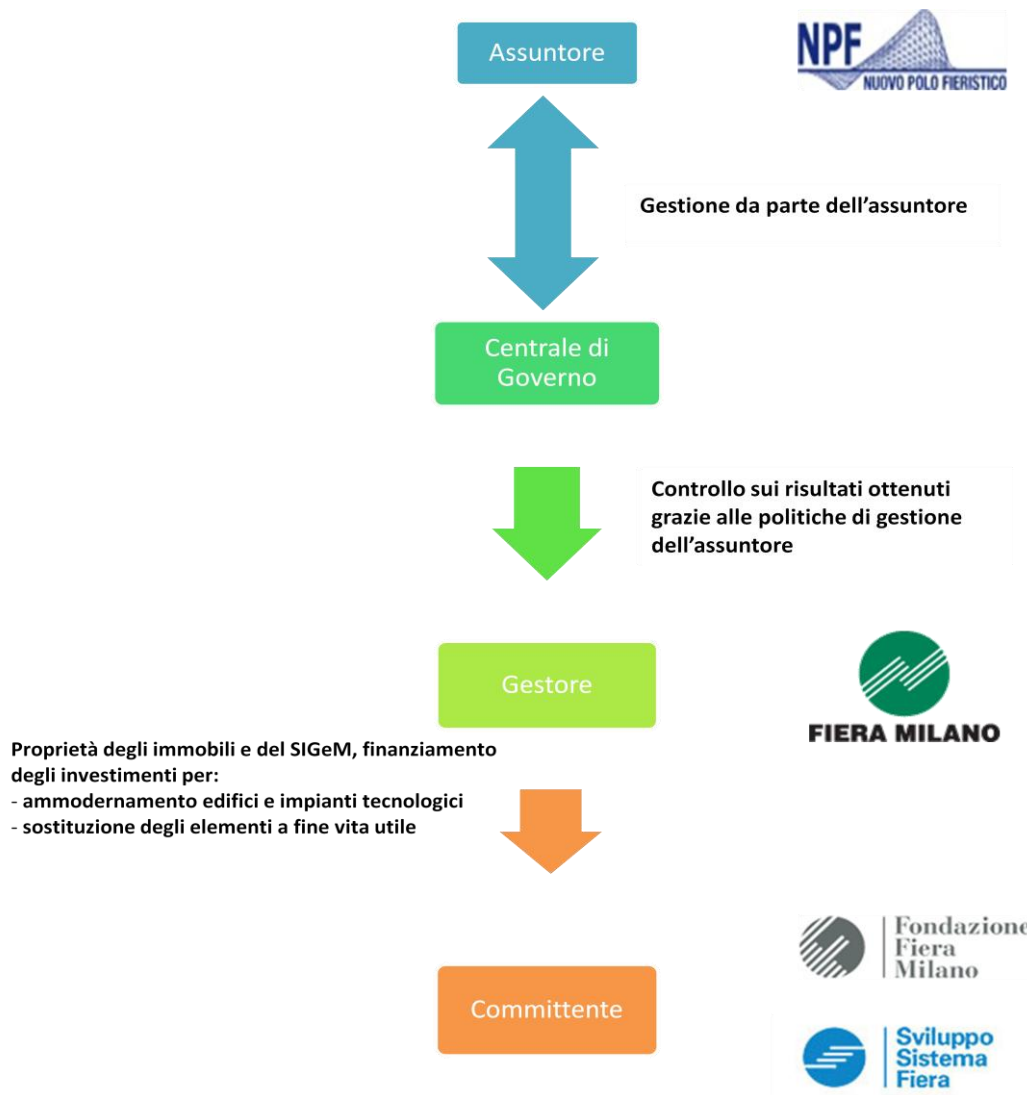 Assuntore
NPF
NUOVO POLO FIERISTICO
Gestione da parte dell’assuntore
Centrale di
Governo
Controllo sui risultati ottenuti
grazie alle politiche di gestione
dell’assuntore
Gestore
FIERA MILANO
Proprietà degli immobili e del SIGeM, finanziamento
degli investimenti per:
- ammodernamento edifici e impianti tecnologici
- sostituzione degli elementi a fine vita utile
Fondazione
Fiera
Milano
Committente
Sviluppo
Sistema
Fiera